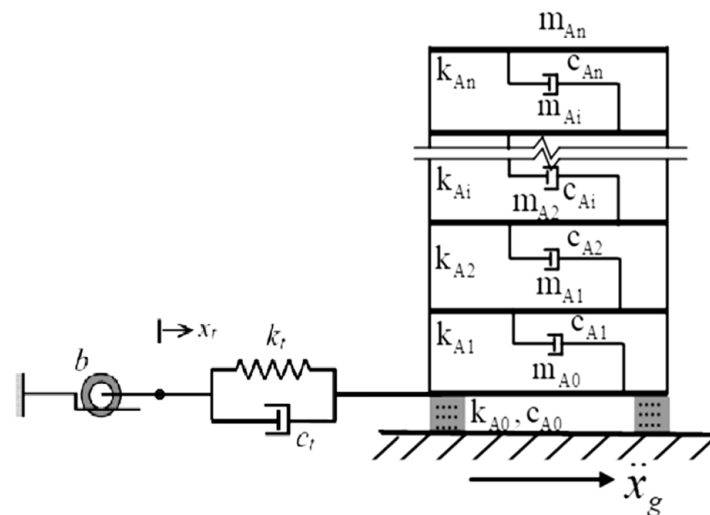 m_An
k_An c_An
m_Ai
k_Ai c_Ai
m_A2
k_A2 c_A2
m_A1
k_A1 c_A1
m_A0
k_A0, c_A0
ẍ_g
b
x_t
k_t
c_t